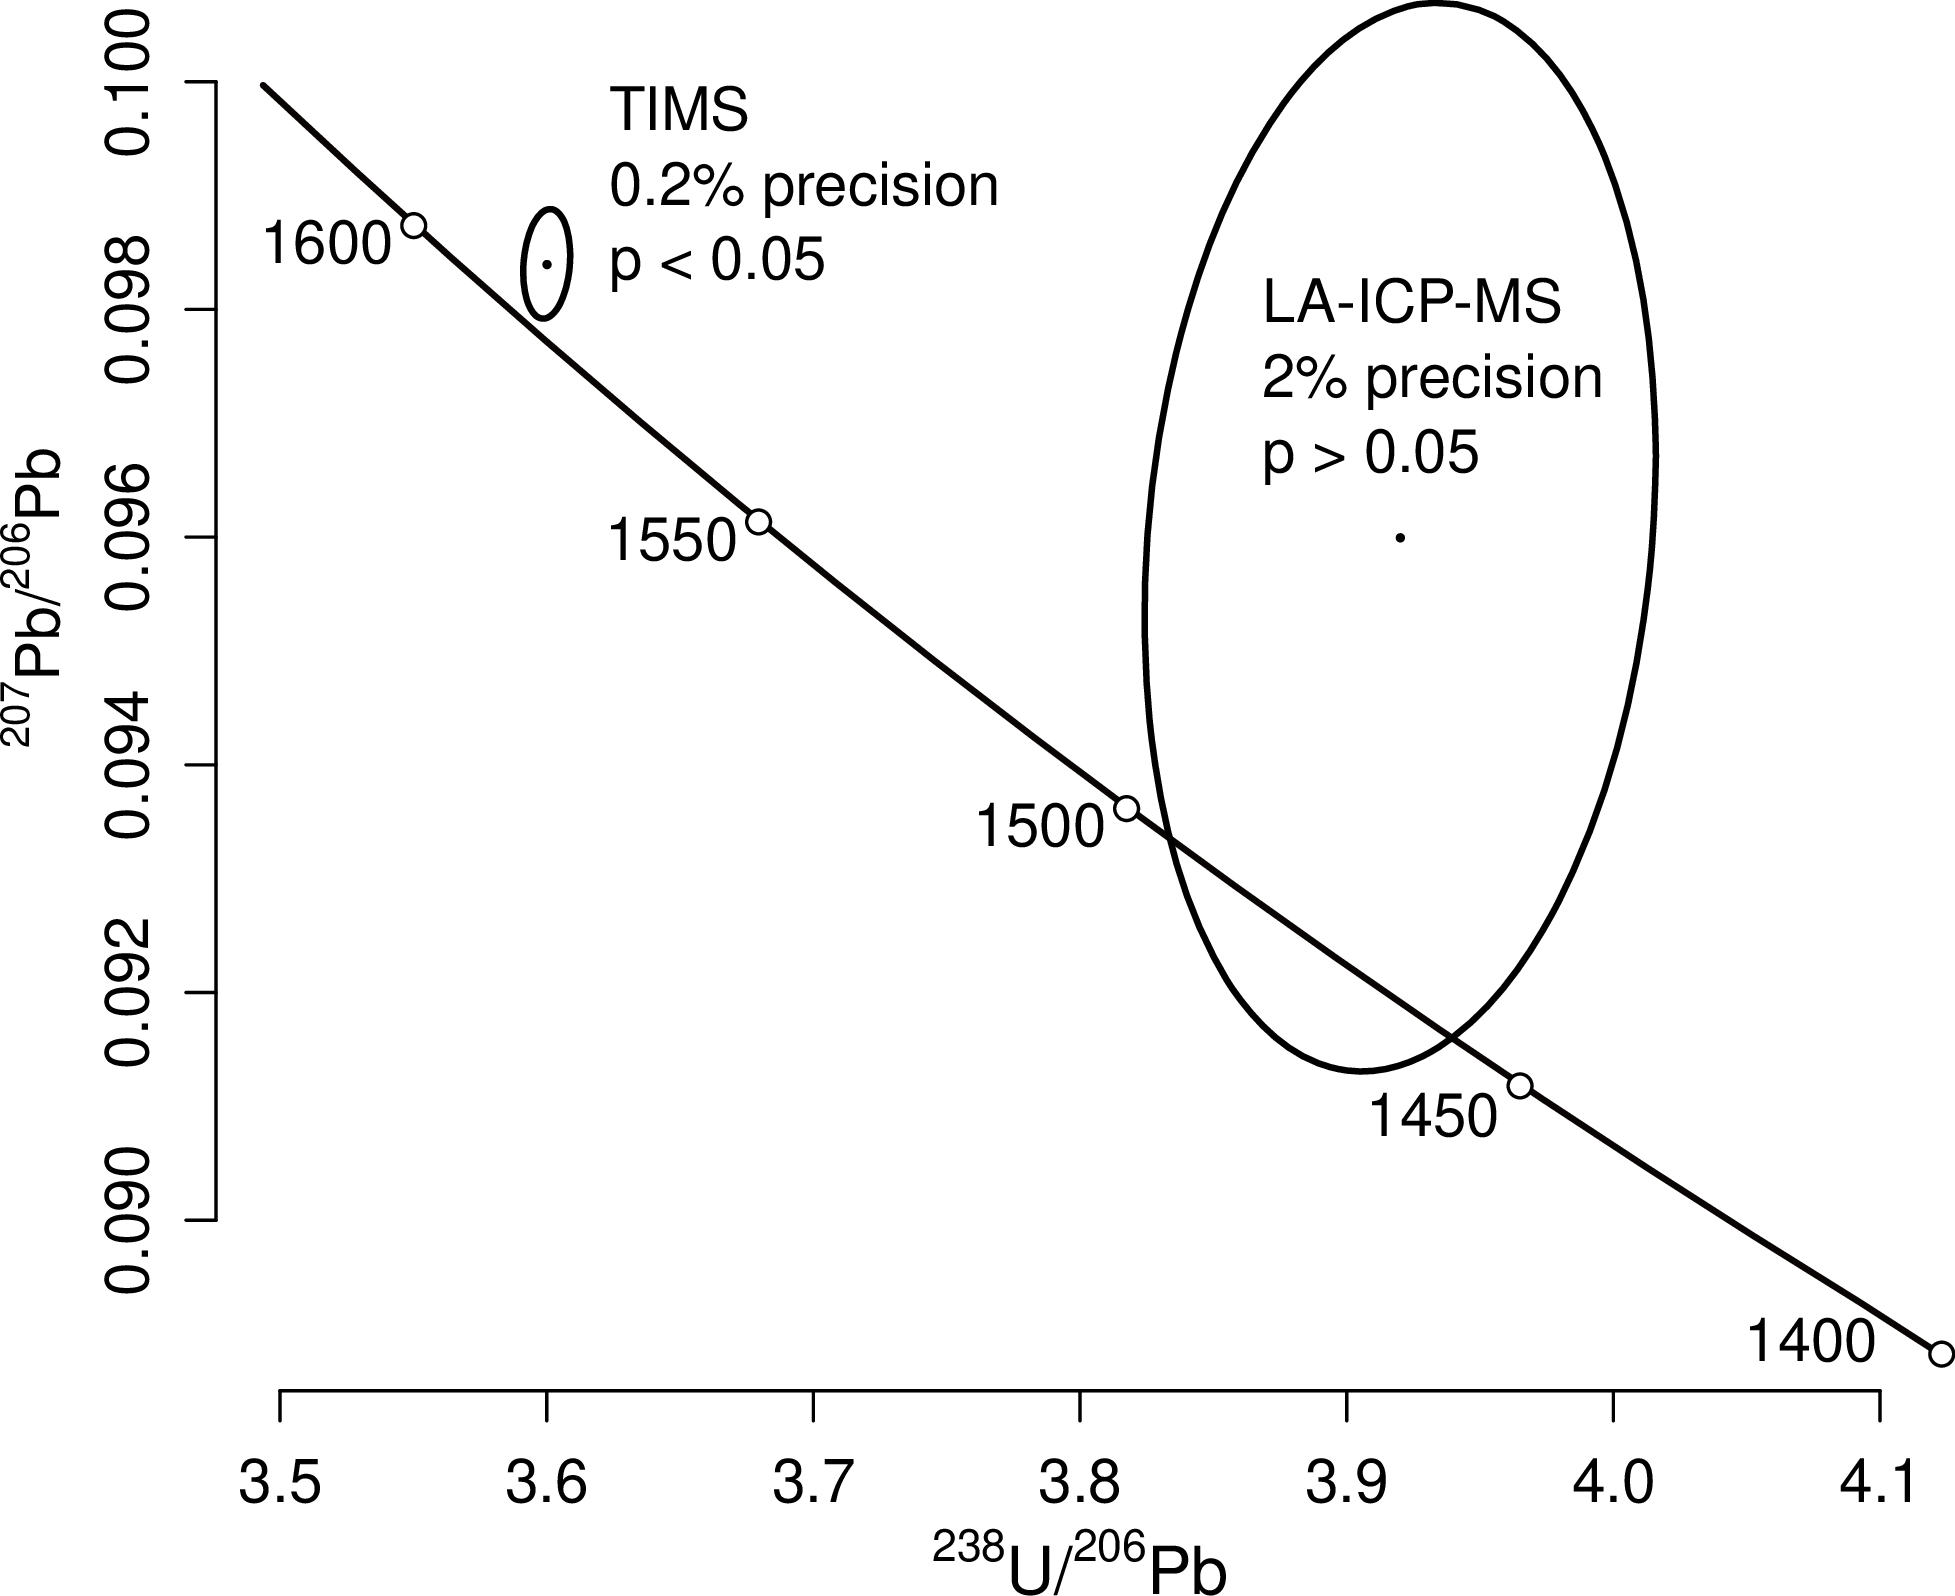 0.100
0.098
0.096
0.094
0.092
0.090
²⁰⁷Pb/²⁰⁶Pb
TIMS
0.2% precision
p < 0.05
LA-ICP-MS
2% precision
p > 0.05
1600
1550
1500
1450
1400
3.5 3.6 3.7 3.8 3.9 4.0 4.1
²³⁸U/²⁰⁶Pb